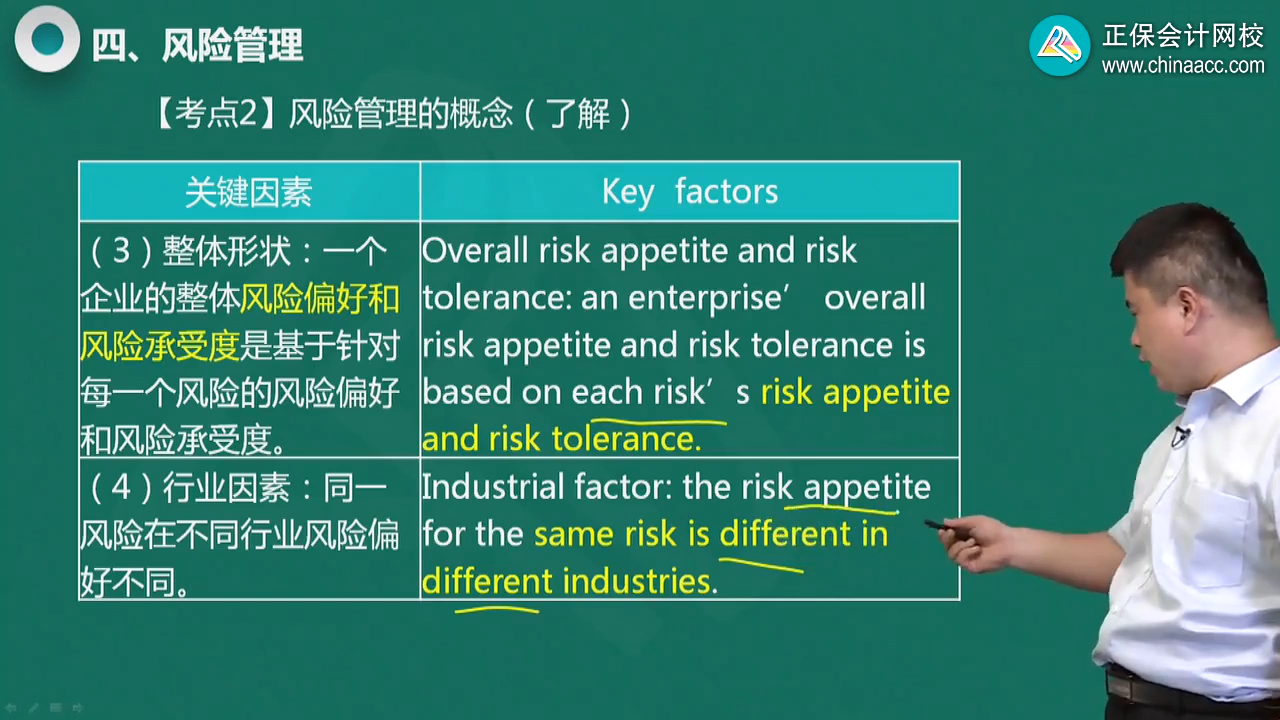 四、风险管理
正保会计网校
www.chinaacc.com
【考点2】风险管理的概念（了解）
关键因素
Key factors
（3）整体形状：一个
企业的整体风险偏好和
风险承受度是基于针对
每一个风险的风险偏好
和风险承受度。
Overall risk appetite and risk
tolerance: an enterprise’ overall
risk appetite and risk tolerance is
based on each risk’s risk appetite
and risk tolerance.
（4）行业因素：同一
风险在不同行业风险偏
好不同。
Industrial factor: the risk appetite
for the same risk is different in
different industries.